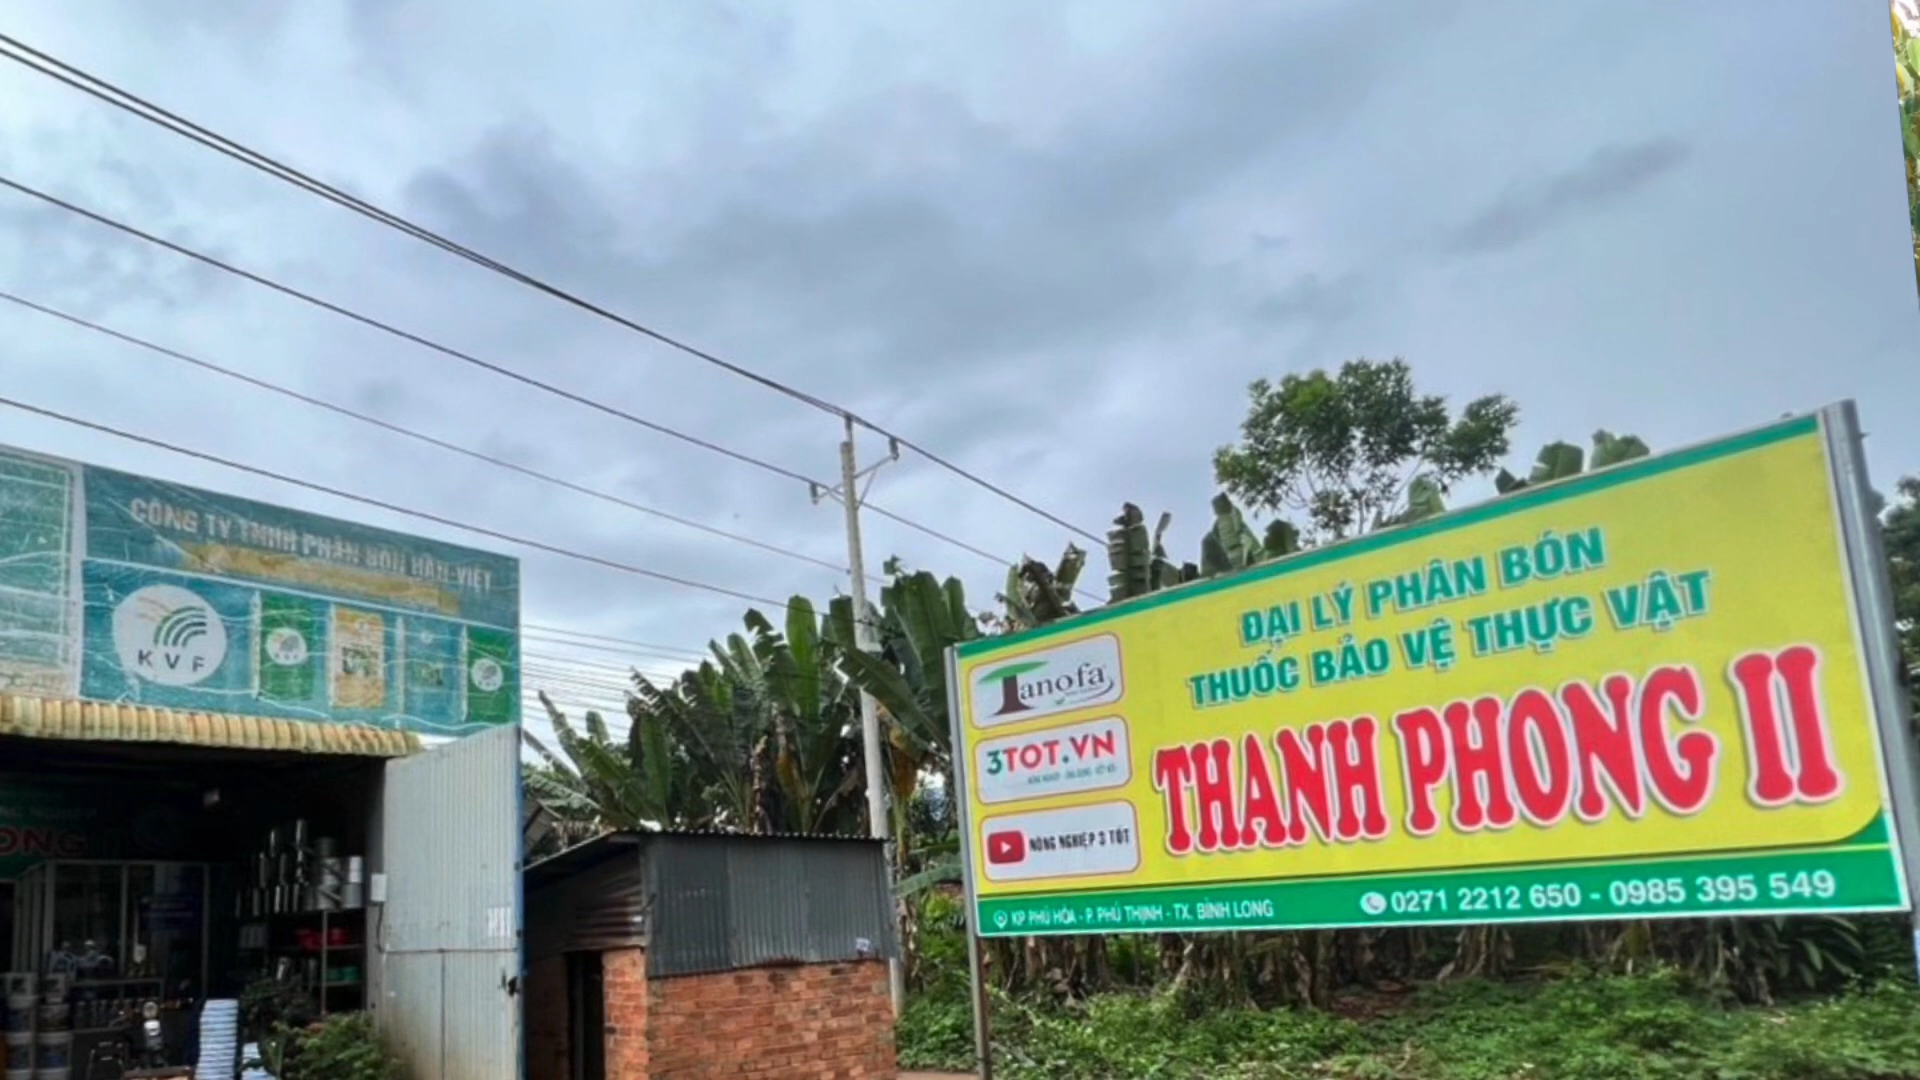 CÔNG TY TNHH PHÂN BÓN HÀN-VIỆT
KVF
ONG
ĐẠI LÝ PHÂN BÓN
THUỐC BẢO VỆ THỰC VẬT
THANH PHONG II
Tanofa
3TOT.VN
NÔNG NGHIỆP 3 TỐT
KP PHÚ HÒA - P. PHÚ THỊNH - TX. BÌNH LONG
0271 2212 650 - 0985 395 549